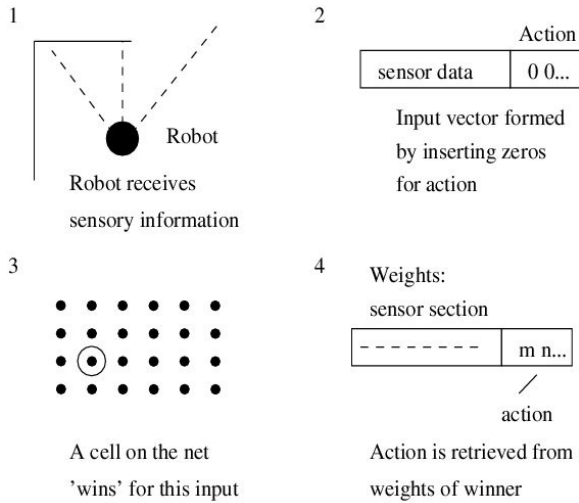 1
Robot
Robot receives
sensory information
2
Action
sensor data
0 0...
Input vector formed
by inserting zeros
for action
3
A cell on the net
'wins' for this input
4
Weights:
sensor section
m n...
action
Action is retrieved from
weights of winner